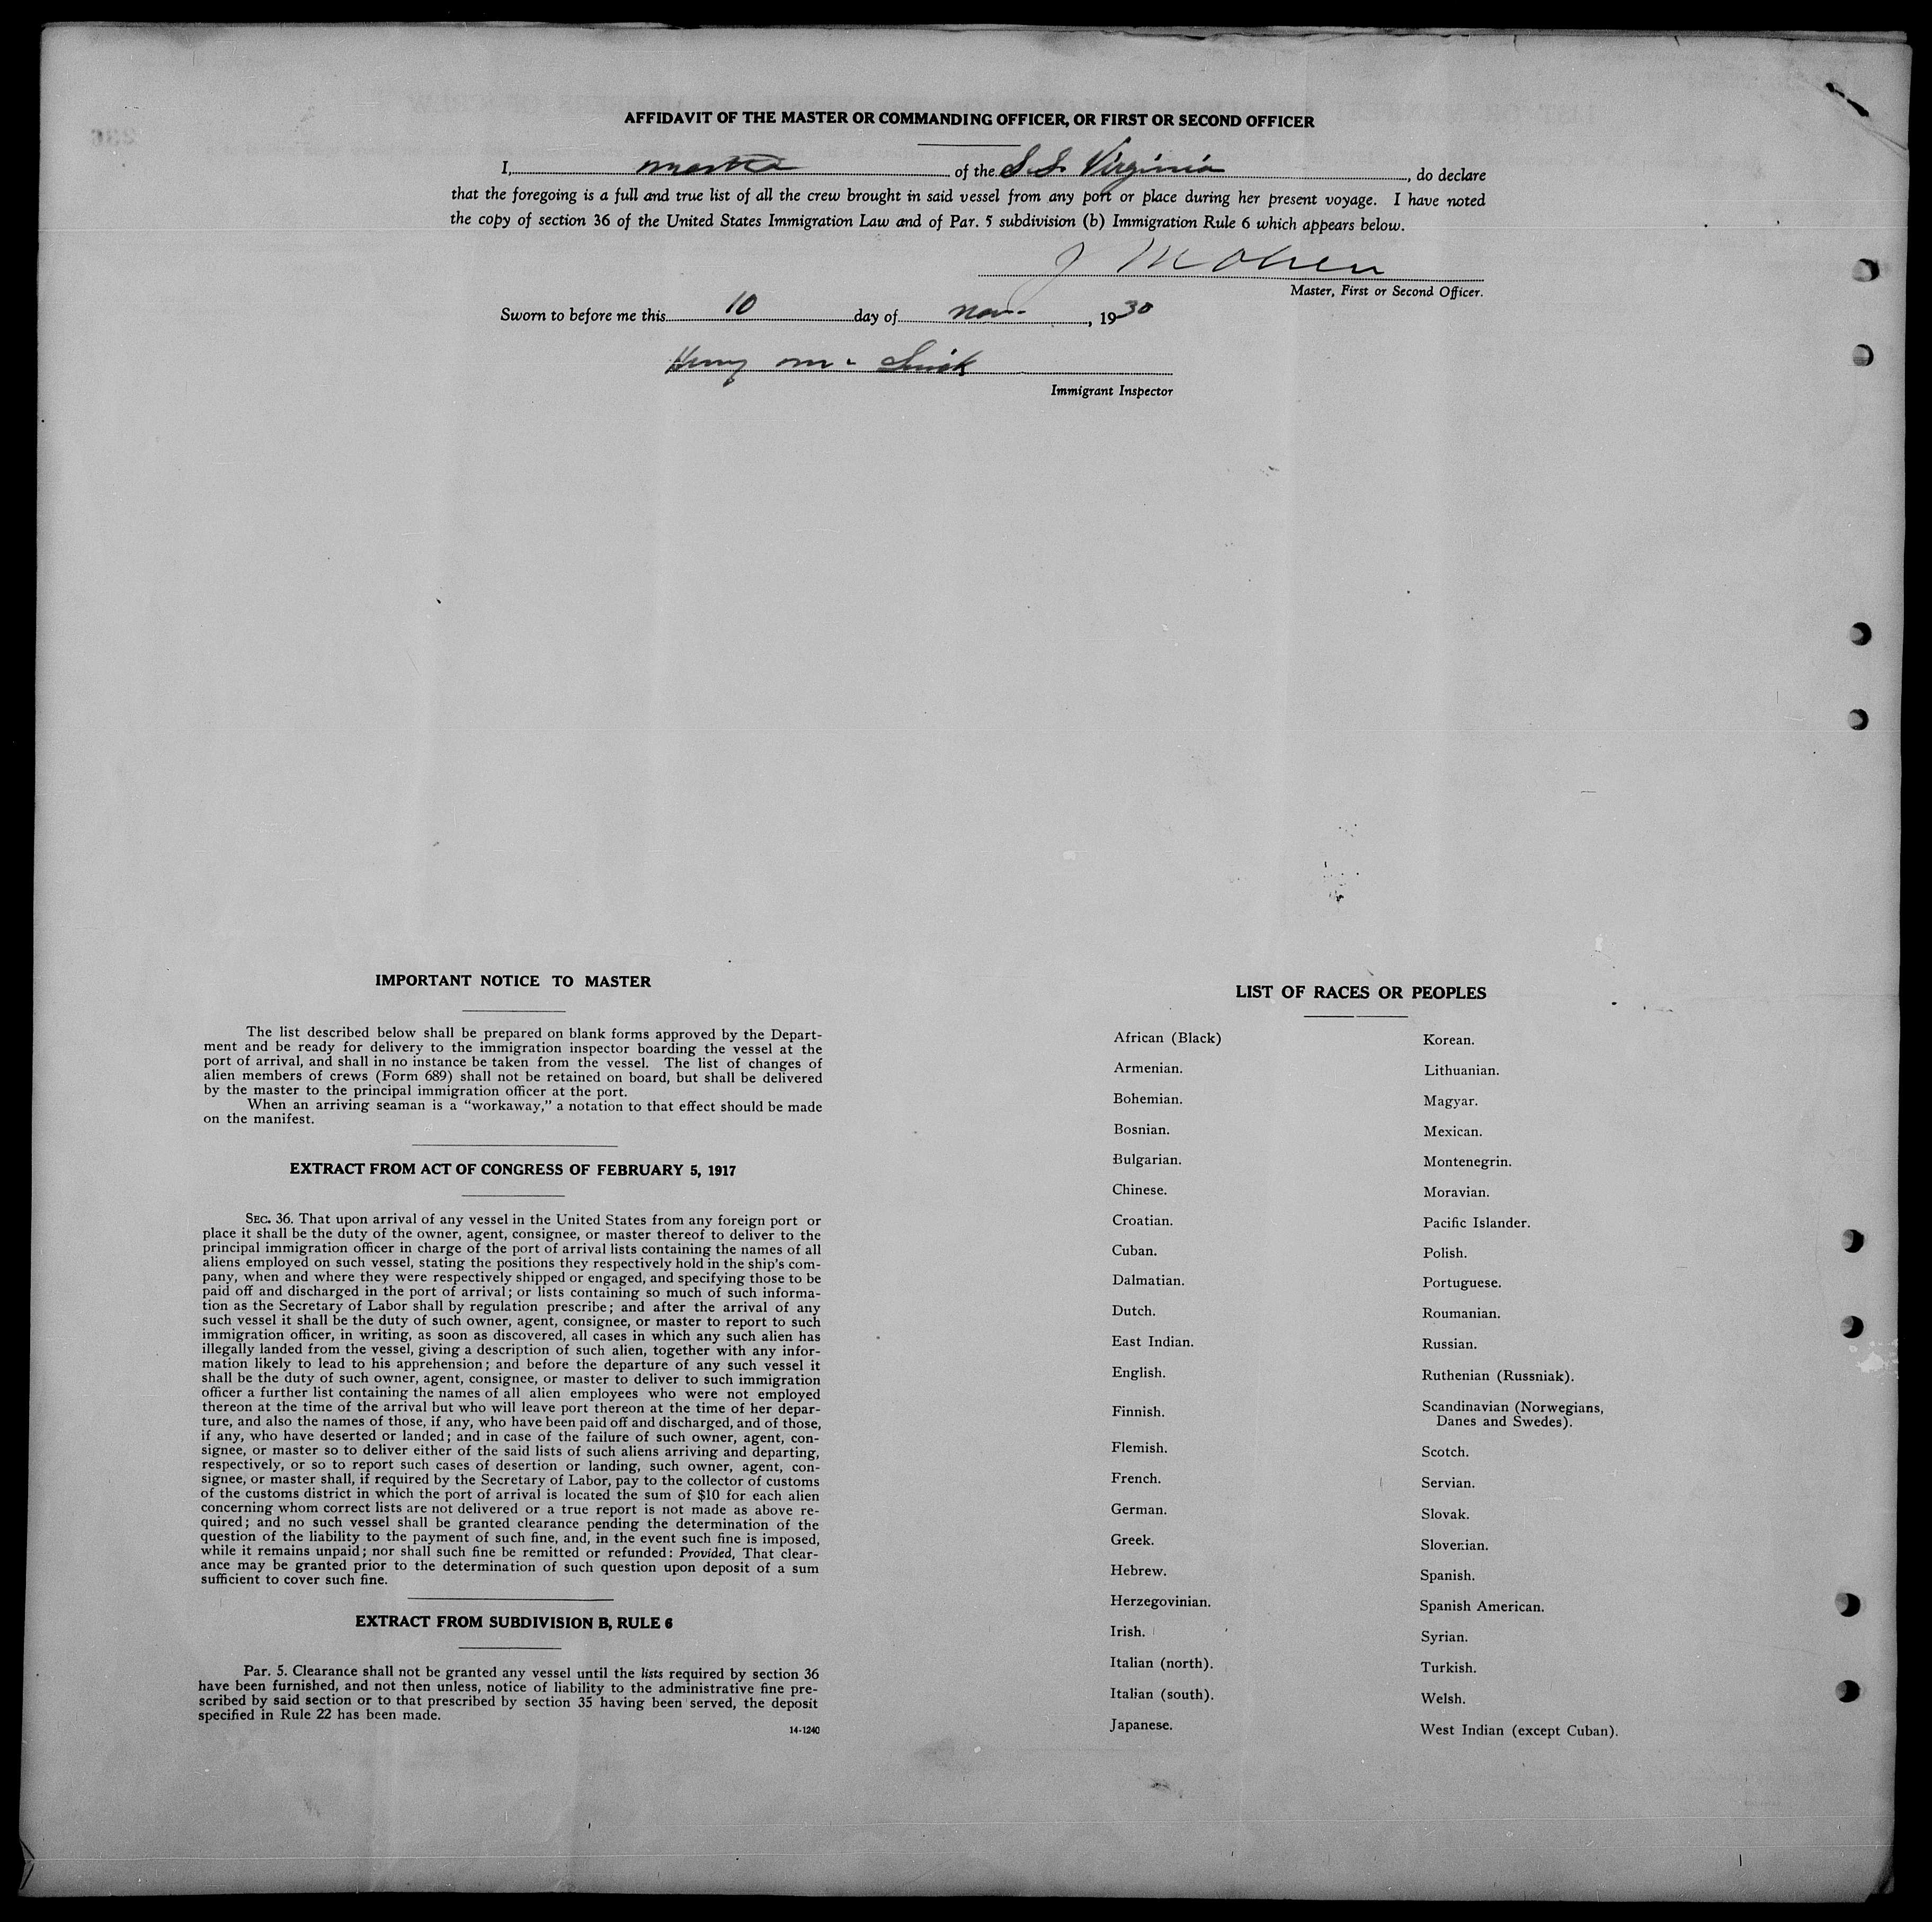 AFFIDAVIT OF THE MASTER OR COMMANDING OFFICER, OR FIRST OR SECOND OFFICER
I, master of the S.S. Virginia, do declare
that the foregoing is a full and true list of all the crew brought in said vessel from any port or place during her present voyage. I have noted
the copy of section 36 of the United States Immigration Law and of Par. 5 subdivision (b) Immigration Rule 6 which appears below.
Master, First or Second Officer.
Sworn to before me this 10 day of Nov., 1930
Immigrant Inspector
IMPORTANT NOTICE TO MASTER
The list described below shall be prepared on blank forms approved by the Depart-
ment and be ready for delivery to the immigration inspector boarding the vessel at the
port of arrival, and shall in no instance be taken from the vessel. The list of changes of
alien members of crews (Form 689) shall not be retained on board, but shall be delivered
by the master to the principal immigration officer at the port.
When an arriving seaman is a "workaway," a notation to that effect should be made
on the manifest.
EXTRACT FROM ACT OF CONGRESS OF FEBRUARY 5, 1917
SEC. 36. That upon arrival of any vessel in the United States from any foreign port or
place it shall be the duty of the owner, agent, consignee, or master thereof to deliver to the
principal immigration officer in charge of the port of arrival lists containing the names of all
aliens employed on such vessel, stating the positions they respectively hold in the ship's com-
pany, when and where they were respectively shipped or engaged, and specifying those to be
paid off and discharged in the port of arrival; or lists containing so much of such informa-
tion as the Secretary of Labor shall by regulation prescribe; and after the arrival of any
such vessel it shall be the duty of such owner, agent, consignee, or master to report to such
immigration officer, in writing, as soon as discovered, all cases in which any such alien has
illegally landed from the vessel, giving a description of such alien, together with any infor-
mation likely to lead to his apprehension; and before the departure of any such vessel it
shall be the duty of such owner, agent, consignee, or master to deliver to such immigration
officer a further list containing the names of all alien employees who were not employed
thereon at the time of the arrival but who will leave port thereon at the time of her depar-
ture, and also the names of those, if any, who have been paid off and discharged, and of those,
if any, who have deserted or landed; and in case of the failure of such owner, agent, con-
signee, or master so to deliver either of the said lists of such aliens arriving and departing,
respectively, or so to report such cases of desertion or landing, such owner, agent, con-
signee, or master shall, if required by the Secretary of Labor, pay to the collector of customs
of the customs district in which the port of arrival is located the sum of $10 for each alien
concerning whom correct lists are not delivered or a true report is not made as above re-
quired; and no such vessel shall be granted clearance pending the determination of the
question of the liability to the payment of such fine, and, in the event such fine is imposed,
while it remains unpaid; nor shall such fine be remitted or refunded: Provided, That clear-
ance may be granted prior to the determination of such question upon deposit of a sum
sufficient to cover such fine.
EXTRACT FROM SUBDIVISION B, RULE 6
Par. 5. Clearance shall not be granted any vessel until the lists required by section 36
have been furnished, and not then unless, notice of liability to the administrative fine pre-
scribed by said section or to that prescribed by section 35 having been served, the deposit
specified in Rule 22 has been made.
14-1240
LIST OF RACES OR PEOPLES
African (Black)
Armenian.
Bohemian.
Bosnian.
Bulgarian.
Chinese.
Croatian.
Cuban.
Dalmatian.
Dutch.
East Indian.
English.
Finnish.
Flemish.
French.
German.
Greek.
Hebrew.
Herzegovinian.
Irish.
Italian (north).
Italian (south).
Japanese.
Korean.
Lithuanian.
Magyar.
Mexican.
Montenegrin.
Moravian.
Pacific Islander.
Polish.
Portuguese.
Roumanian.
Russian.
Ruthenian (Russniak).
Scandinavian (Norwegians,
Danes and Swedes).
Scotch.
Servian.
Slovak.
Slovenian.
Spanish.
Spanish American.
Syrian.
Turkish.
Welsh.
West Indian (except Cuban).